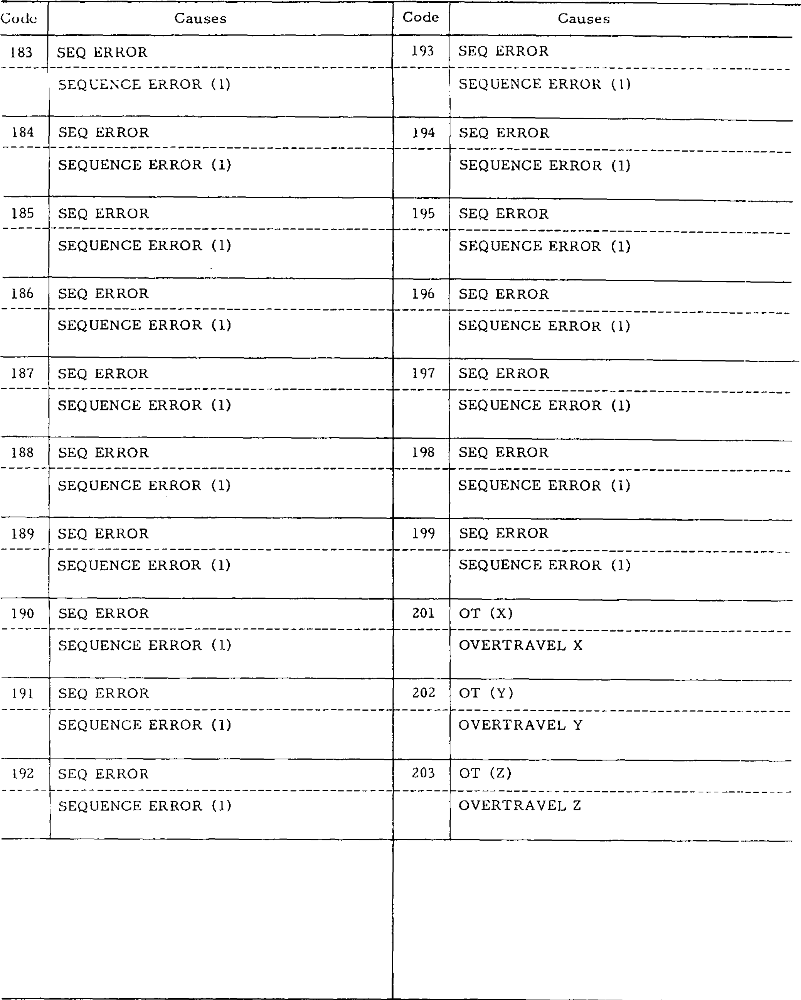 Code Causes Code Causes
183 SEQ ERROR 193 SEQ ERROR
SEQUENCE ERROR (1) SEQUENCE ERROR (1)
184 SEQ ERROR 194 SEQ ERROR
SEQUENCE ERROR (1) SEQUENCE ERROR (1)
185 SEQ ERROR 195 SEQ ERROR
SEQUENCE ERROR (1) SEQUENCE ERROR (1)
186 SEQ ERROR 196 SEQ ERROR
SEQUENCE ERROR (1) SEQUENCE ERROR (1)
187 SEQ ERROR 197 SEQ ERROR
SEQUENCE ERROR (1) SEQUENCE ERROR (1)
188 SEQ ERROR 198 SEQ ERROR
SEQUENCE ERROR (1) SEQUENCE ERROR (1)
189 SEQ ERROR 199 SEQ ERROR
SEQUENCE ERROR (1) SEQUENCE ERROR (1)
190 SEQ ERROR 201 OT (X)
SEQUENCE ERROR (1) OVERTRAVEL X
191 SEQ ERROR 202 OT (Y)
SEQUENCE ERROR (1) OVERTRAVEL Y
192 SEQ ERROR 203 OT (Z)
SEQUENCE ERROR (1) OVERTRAVEL Z